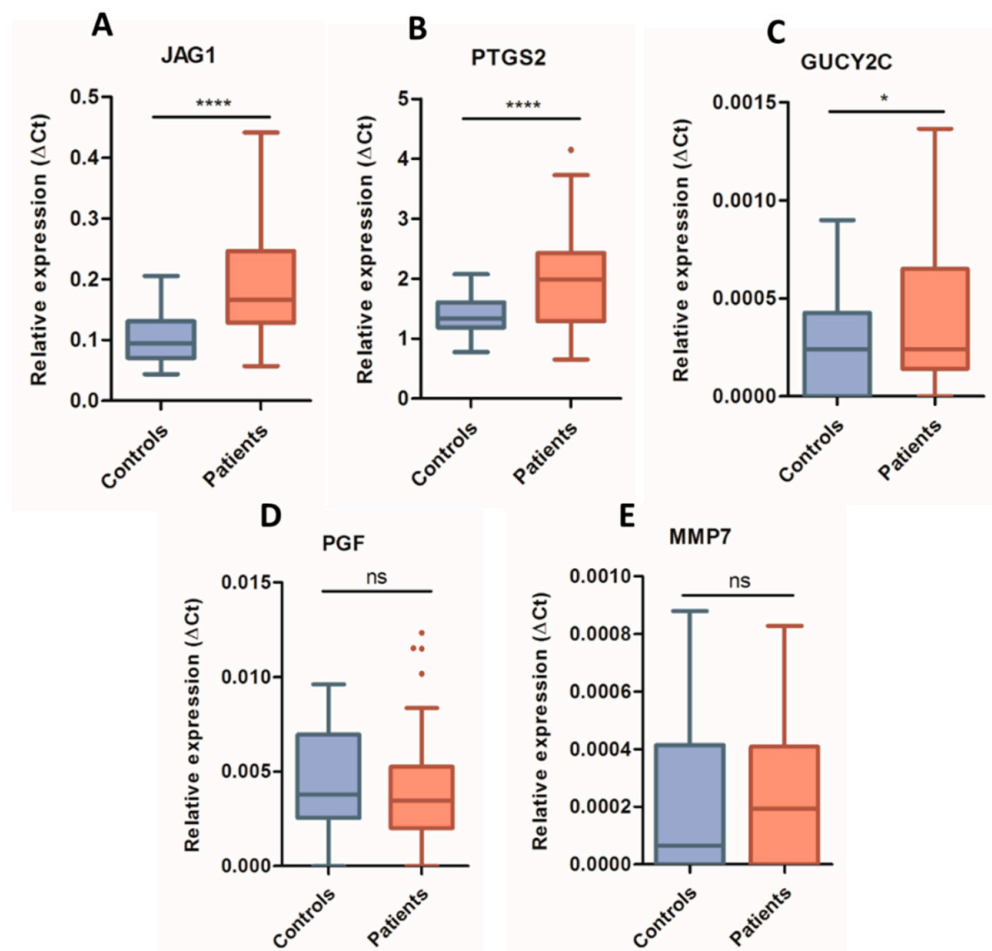 A
JAG1
****
Relative expression (ΔCt)
0.5
0.4
0.3
0.2
0.1
0.0
Controls
Patients
B
PTGS2
****
Relative expression (ΔCt)
5
4
3
2
1
0
Controls
Patients
C
GUCY2C
*
Relative expression (ΔCt)
0.0015
0.0010
0.0005
0.0000
Controls
Patients
D
PGF
ns
Relative expression (ΔCt)
0.015
0.010
0.005
0.000
Controls
Patients
E
MMP7
ns
Relative expression (ΔCt)
0.0010
0.0008
0.0006
0.0004
0.0002
0.0000
Controls
Patients